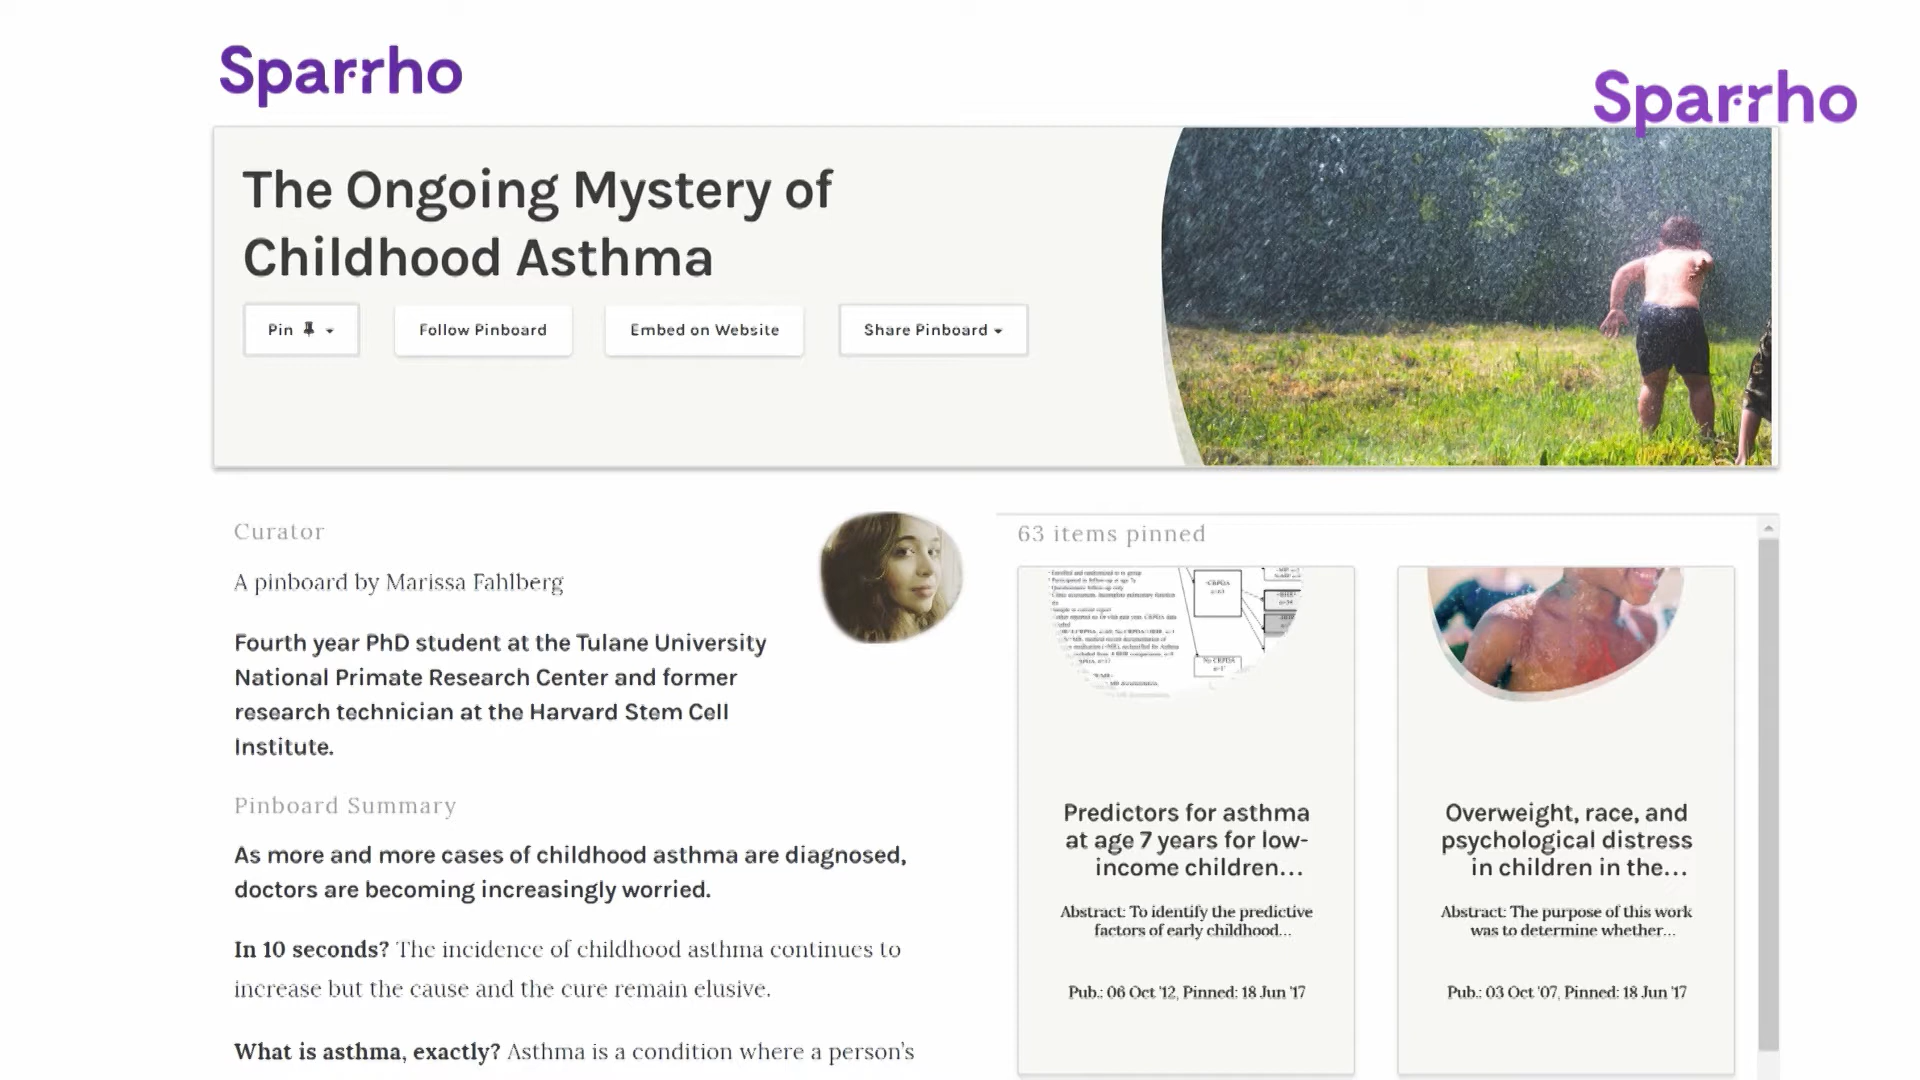 Sparrho
Sparrho
The Ongoing Mystery of
Childhood Asthma
Pin
Follow Pinboard
Embed on Website
Share Pinboard
Curator
A pinboard by Marissa Fahlberg
Fourth year PhD student at the Tulane University
National Primate Research Center and former
research technician at the Harvard Stem Cell
Institute.
Pinboard Summary
As more and more cases of childhood asthma are diagnosed,
doctors are becoming increasingly worried.
In 10 seconds? The incidence of childhood asthma continues to
increase but the cause and the cure remain elusive.
What is asthma, exactly? Asthma is a condition where a person's
63 items pinned
Predictors for asthma
at age 7 years for low-
income children...
Abstract: To identify the predictive
factors of early childhood...
Pub.: 06 Oct '12, Pinned: 18 Jun '17
Overweight, race, and
psychological distress
in children in the...
Abstract: The purpose of this work
was to determine whether...
Pub.: 03 Oct '07, Pinned: 18 Jun '17